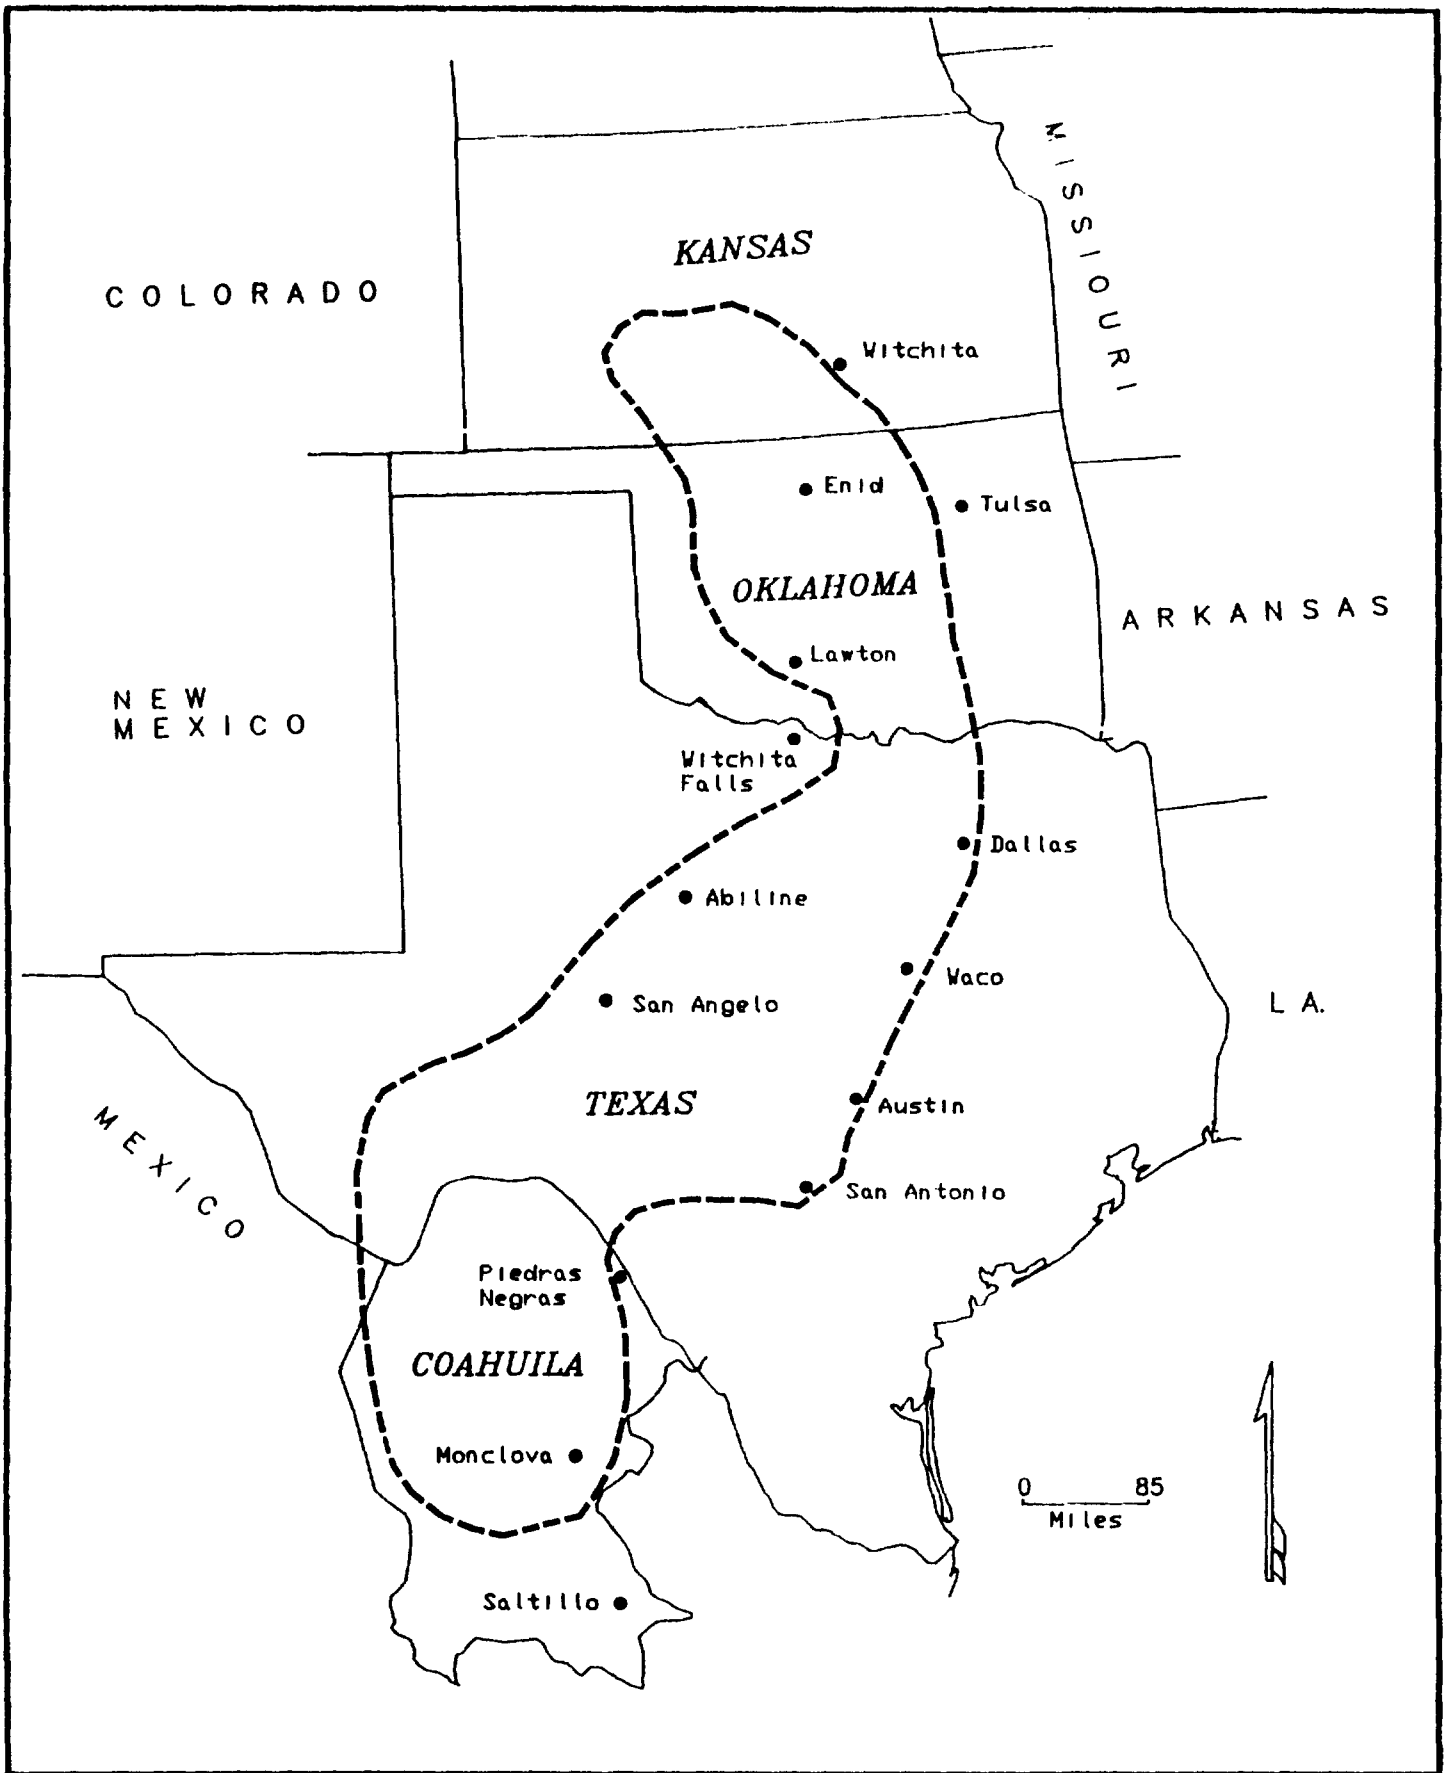 MISSOURI
KANSAS
COLORADO
Witchita
Enid
Tulsa
OKLAHOMA
ARKANSAS
Lawton
NEW
MEXICO
Witchita
Falls
Dallas
Abiline
Waco
San Angelo
L A.
TEXAS
Austin
MEXICO
San Antonio
Piedras
Negras
COAHUILA
Monclova
0 85
Miles
Saltillo